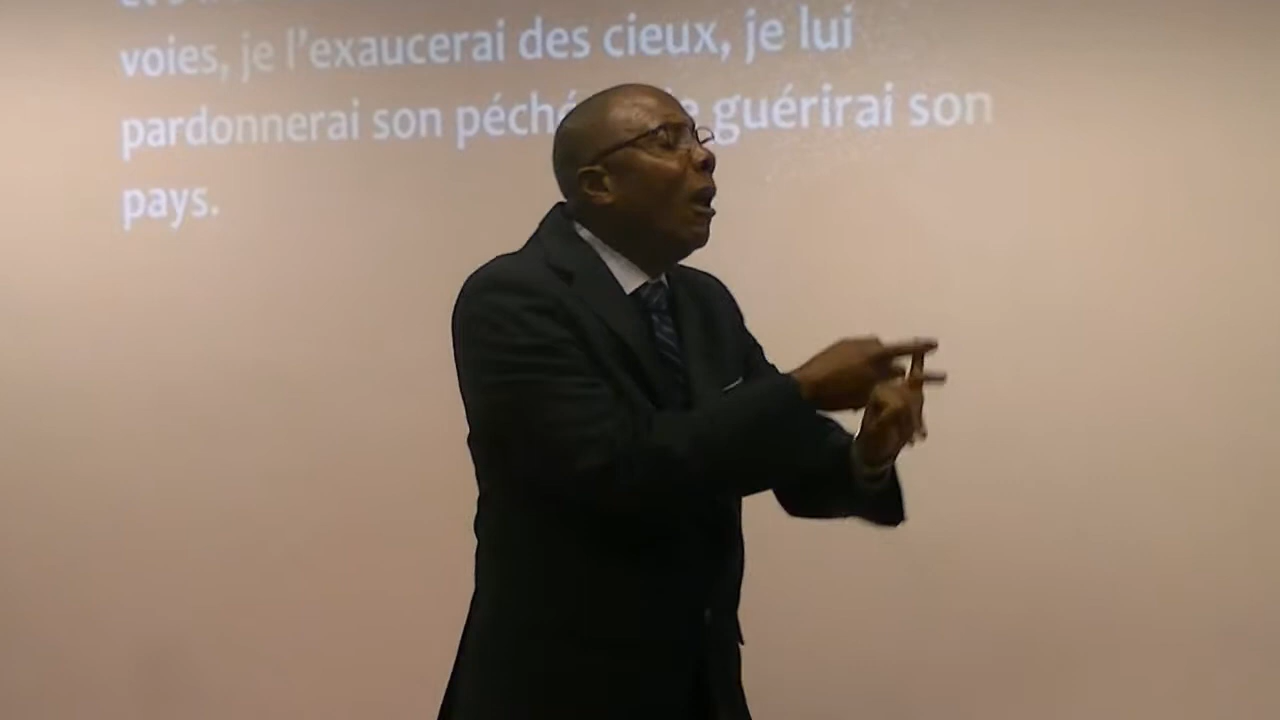 voies, je l'exaucerai des cieux, je lui
pardonnerai son péché guérirai son
pays.